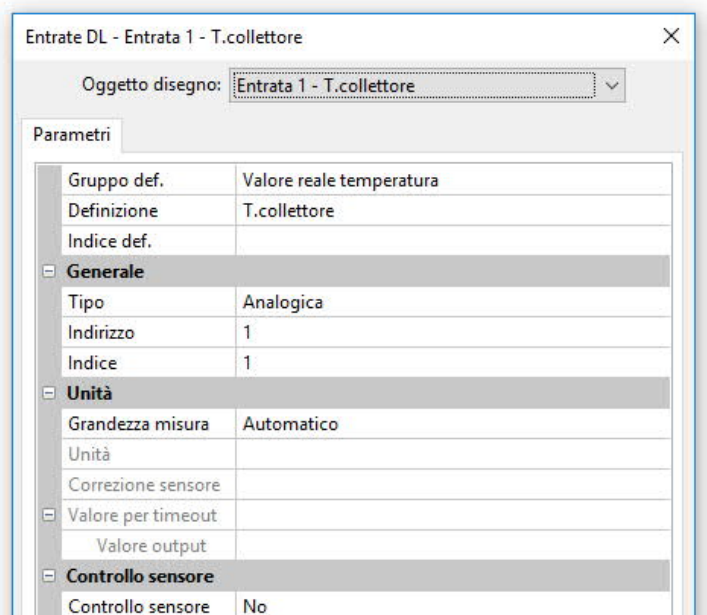 Entrate DL - Entrata 1 - T.collettore
Oggetto disegno: Entrata 1 - T.collettore
Parametri
Gruppo def. Valore reale temperatura
Definizione T.collettore
Indice def.
Generale
Tipo Analogica
Indirizzo 1
Indice 1
Unità
Grandezza misura Automatico
Unità
Correzione sensore
Valore per timeout
Valore output
Controllo sensore
Controllo sensore No